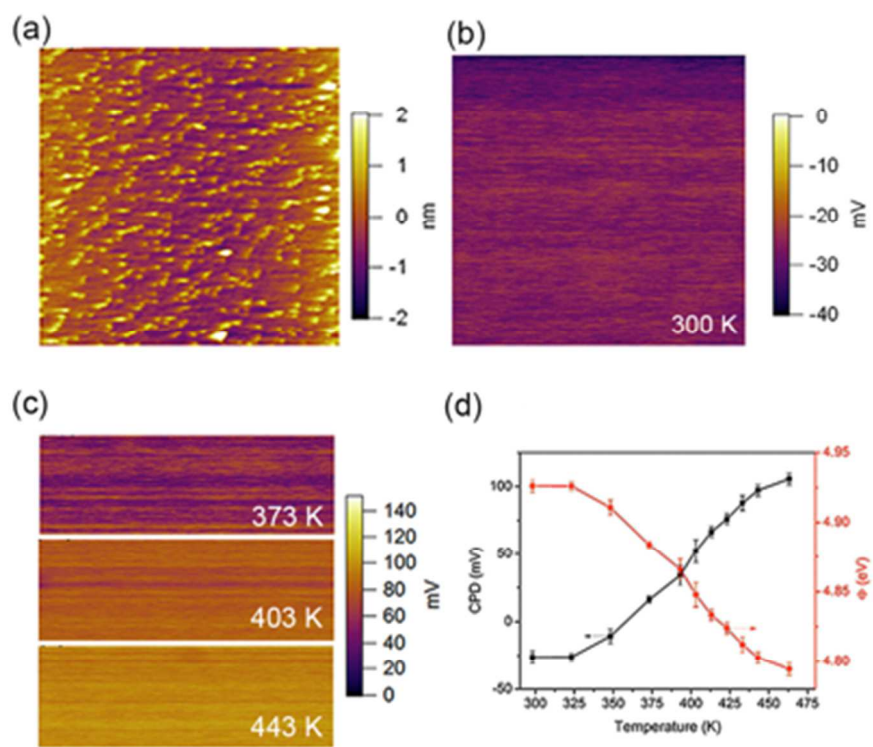 (a)
2
1
0
-1
-2
nm
(b)
300 K
0
-10
-20
-30
-40
mV
(c)
373 K
403 K
443 K
140
120
100
80
60
40
20
0
mV
(d)
100
50
0
-50
CPD (mV)
4.95
4.90
4.85
4.80
Φ (eV)
300 325 350 375 400 425 450 475
Temperature (K)